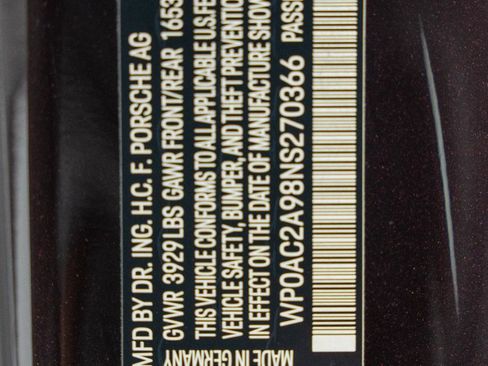 MFD BY DR. ING. H.C. F. PORSCHE AG
GVWR 3929 LBS GAWR FRONT/REAR 1653
THIS VEHICLE CONFORMS TO ALL APPLICABLE U.S. FE
VEHICLE SAFETY, BUMPER, AND THEFT PREVENTIO
IN EFFECT ON THE DATE OF MANUFACTURE SHOW
WP0AC2A98NS270366 PASS
MADE IN GERMANY